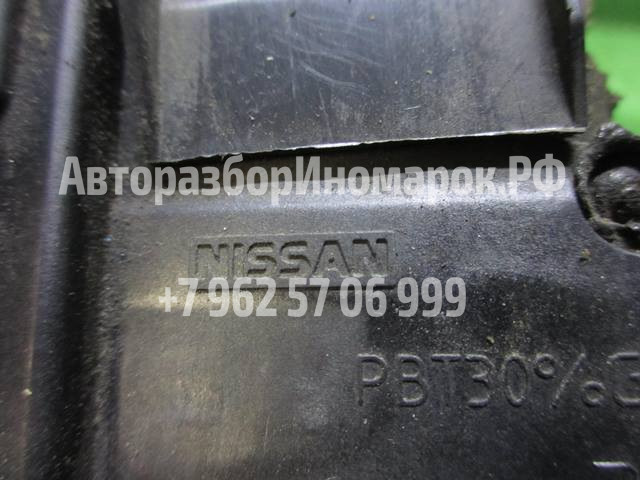 АвторазборИномарок.РФ
NISSAN
+7 962 57 06 999
PBT30%G